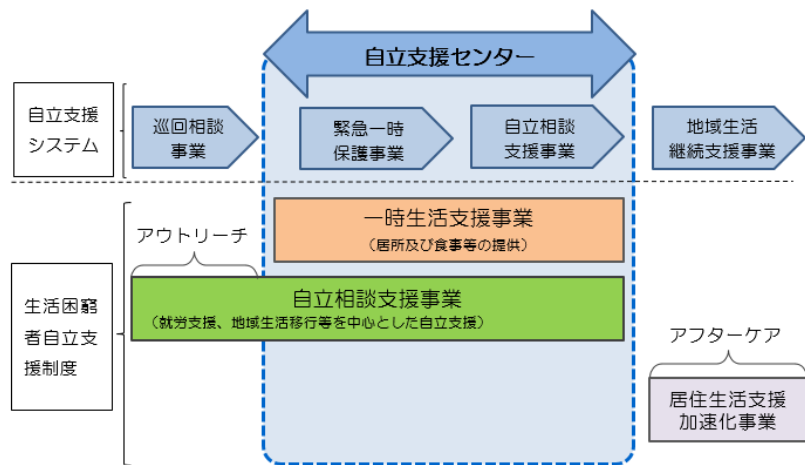 自立支援センター
自立支援
システム
巡回相談
事業
緊急一時
保護事業
自立相談
支援事業
地域生活
継続支援事業
一時生活支援事業
（居所及び食事等の提供）
アウトリーチ
自立相談支援事業
（就労支援、地域生活移行等を中心とした自立支援）
生活困窮
者自立支
援制度
アフターケア
居住生活支援
加速化事業